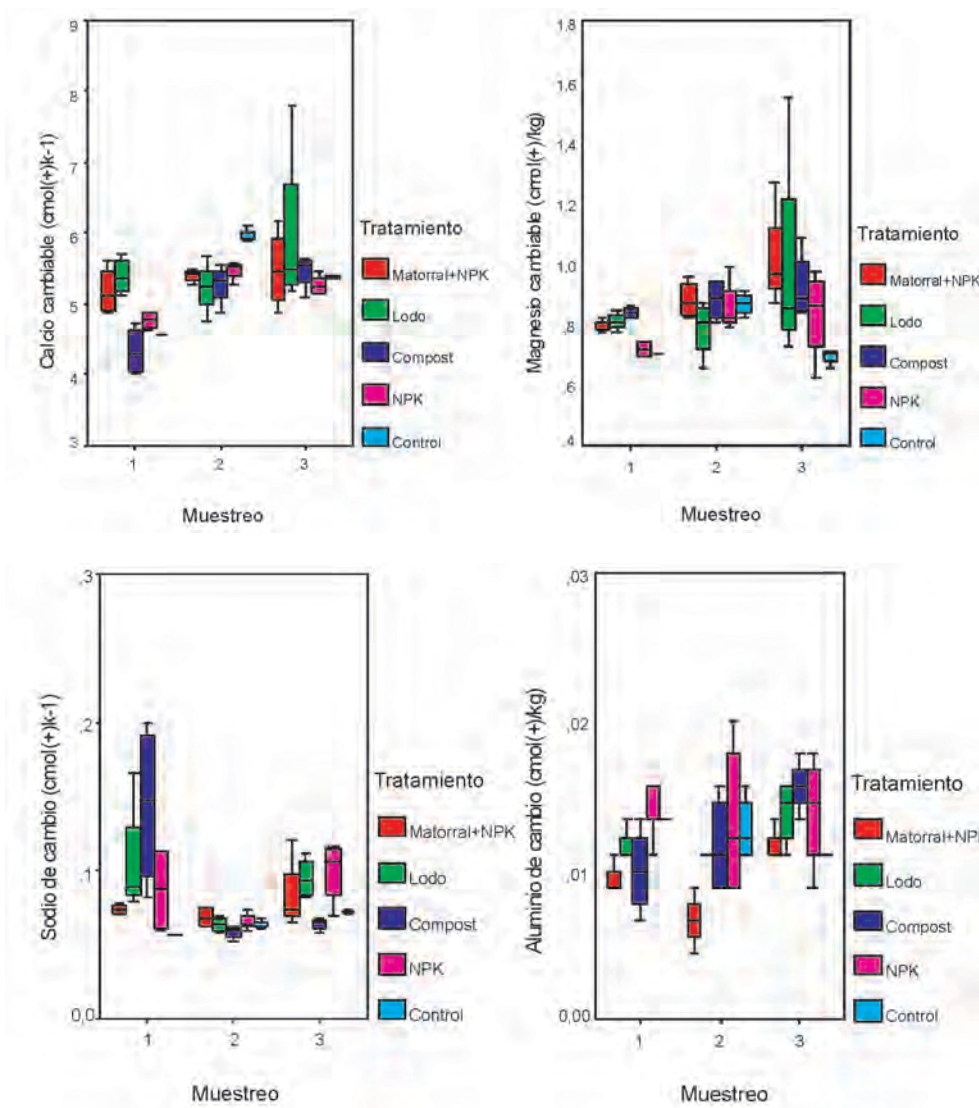 Calcio cambiable (cmol(+)k-1)
9
8
7
6
5
4
3
1
2
3
Muestreo
Tratamiento
Matorral+NPK
Lodo
Compost
NPK
Control
Magnesio cambiable (cmol(+)/kg)
1.8
1.6
1.4
1.2
1.0
.8
.6
.4
1
2
3
Muestreo
Tratamiento
Matorral+NPK
Lodo
Compost
NPK
Control
Sodio de cambio (cmol(+)k-1)
.3
.2
.1
0,0
1
2
3
Muestreo
Tratamiento
Matorral+NPK
Lodo
Compost
NPK
Control
Aluminio de cambio (cmol(+)/kg)
.03
.02
.01
0.00
1
2
3
Muestreo
Tratamiento
Matorral+NPK
Lodo
Compost
NPK
Control